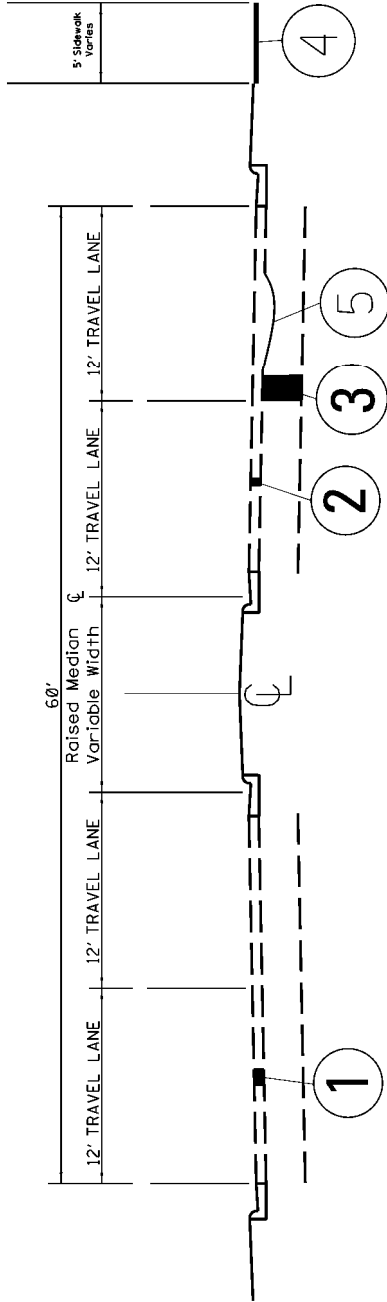 60'
12' TRAVEL LANE
12' TRAVEL LANE
Raised Median ℄
Variable Width
12' TRAVEL LANE
12' TRAVEL LANE
5' Sidewalk
Varies
℄
1
2
3
5
4